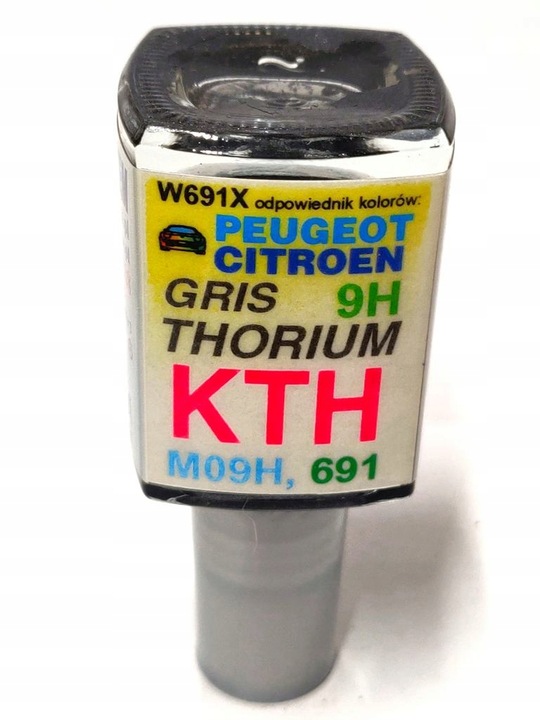 W691X odpowiednik kolorów:
PEUGEOT
CITROEN
GRIS 9H
THORIUM
KTH
M09H, 691